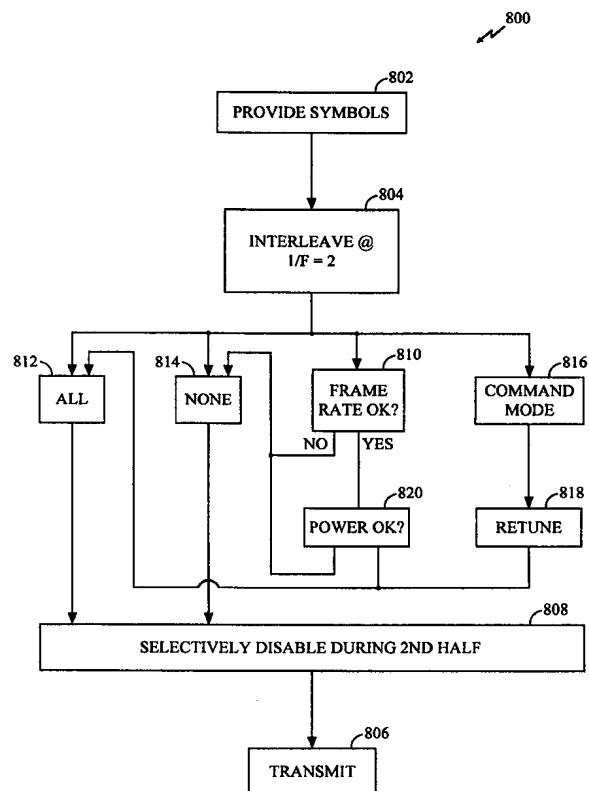 800
802
PROVIDE SYMBOLS
804
INTERLEAVE @
1/F = 2
812
814
810
816
ALL
NONE
FRAME
RATE OK?
COMMAND
MODE
NO
YES
820
818
POWER OK?
RETUNE
808
SELECTIVELY DISABLE DURING 2ND HALF
806
TRANSMIT